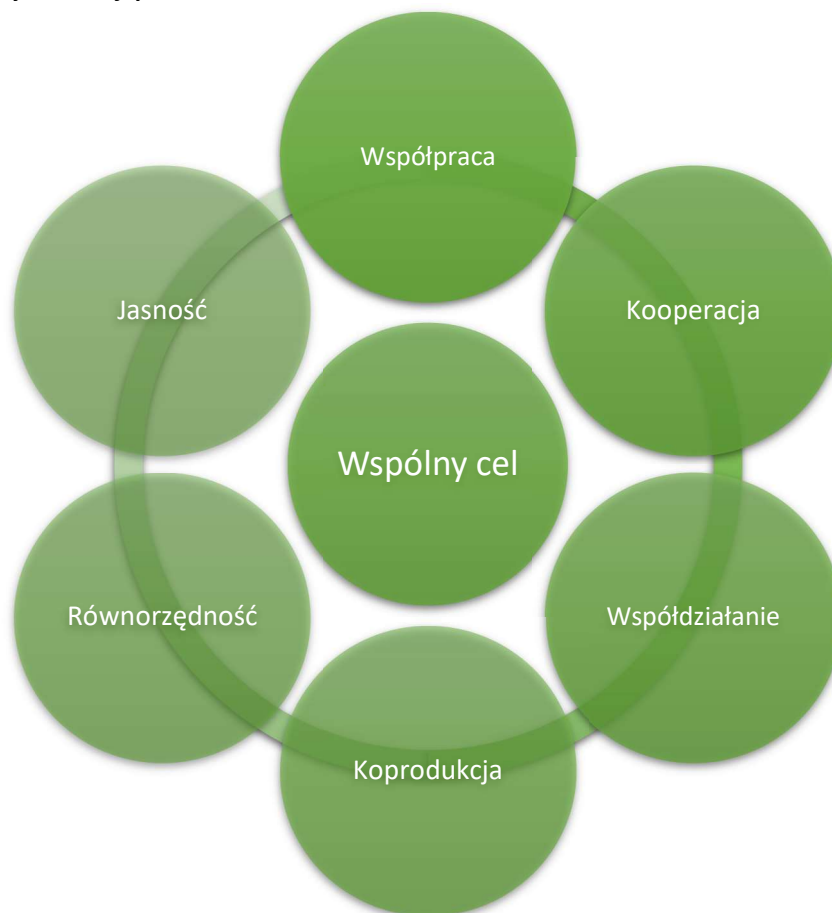 Współpraca
Jasność
Kooperacja
Wspólny cel
Równorzędność
Współdziałanie
Koprodukcja